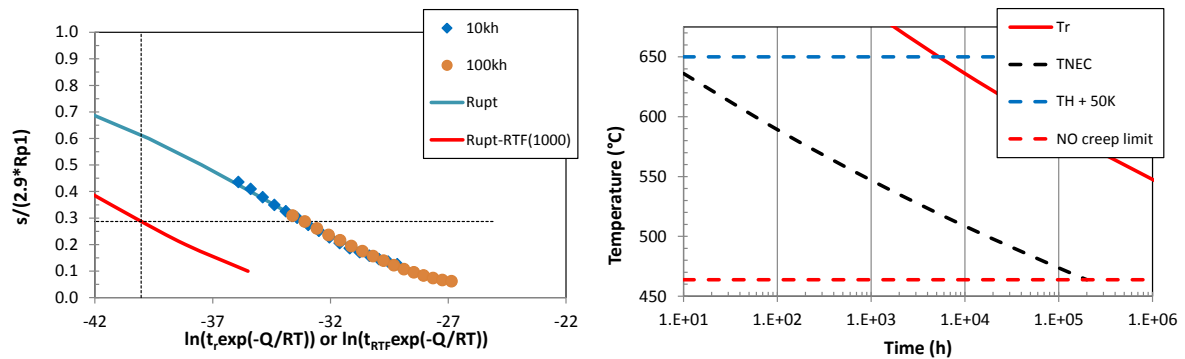 1.0
0.9
0.8
0.7
0.6
0.5
0.4
0.3
0.2
0.1
0.0
s/(2.9*Rp1)
-42
-37
-32
-27
-22
ln(trexp(-Q/RT)) or ln(tRTFexp(-Q/RT))
10kh
100kh
Rupt
Rupt-RTF(1000)
650
600
550
500
450
Temperature (°C)
1.E+01
1.E+02
1.E+03
1.E+04
1.E+05
1.E+06
Time (h)
Tr
TNEC
TH + 50K
NO creep limit